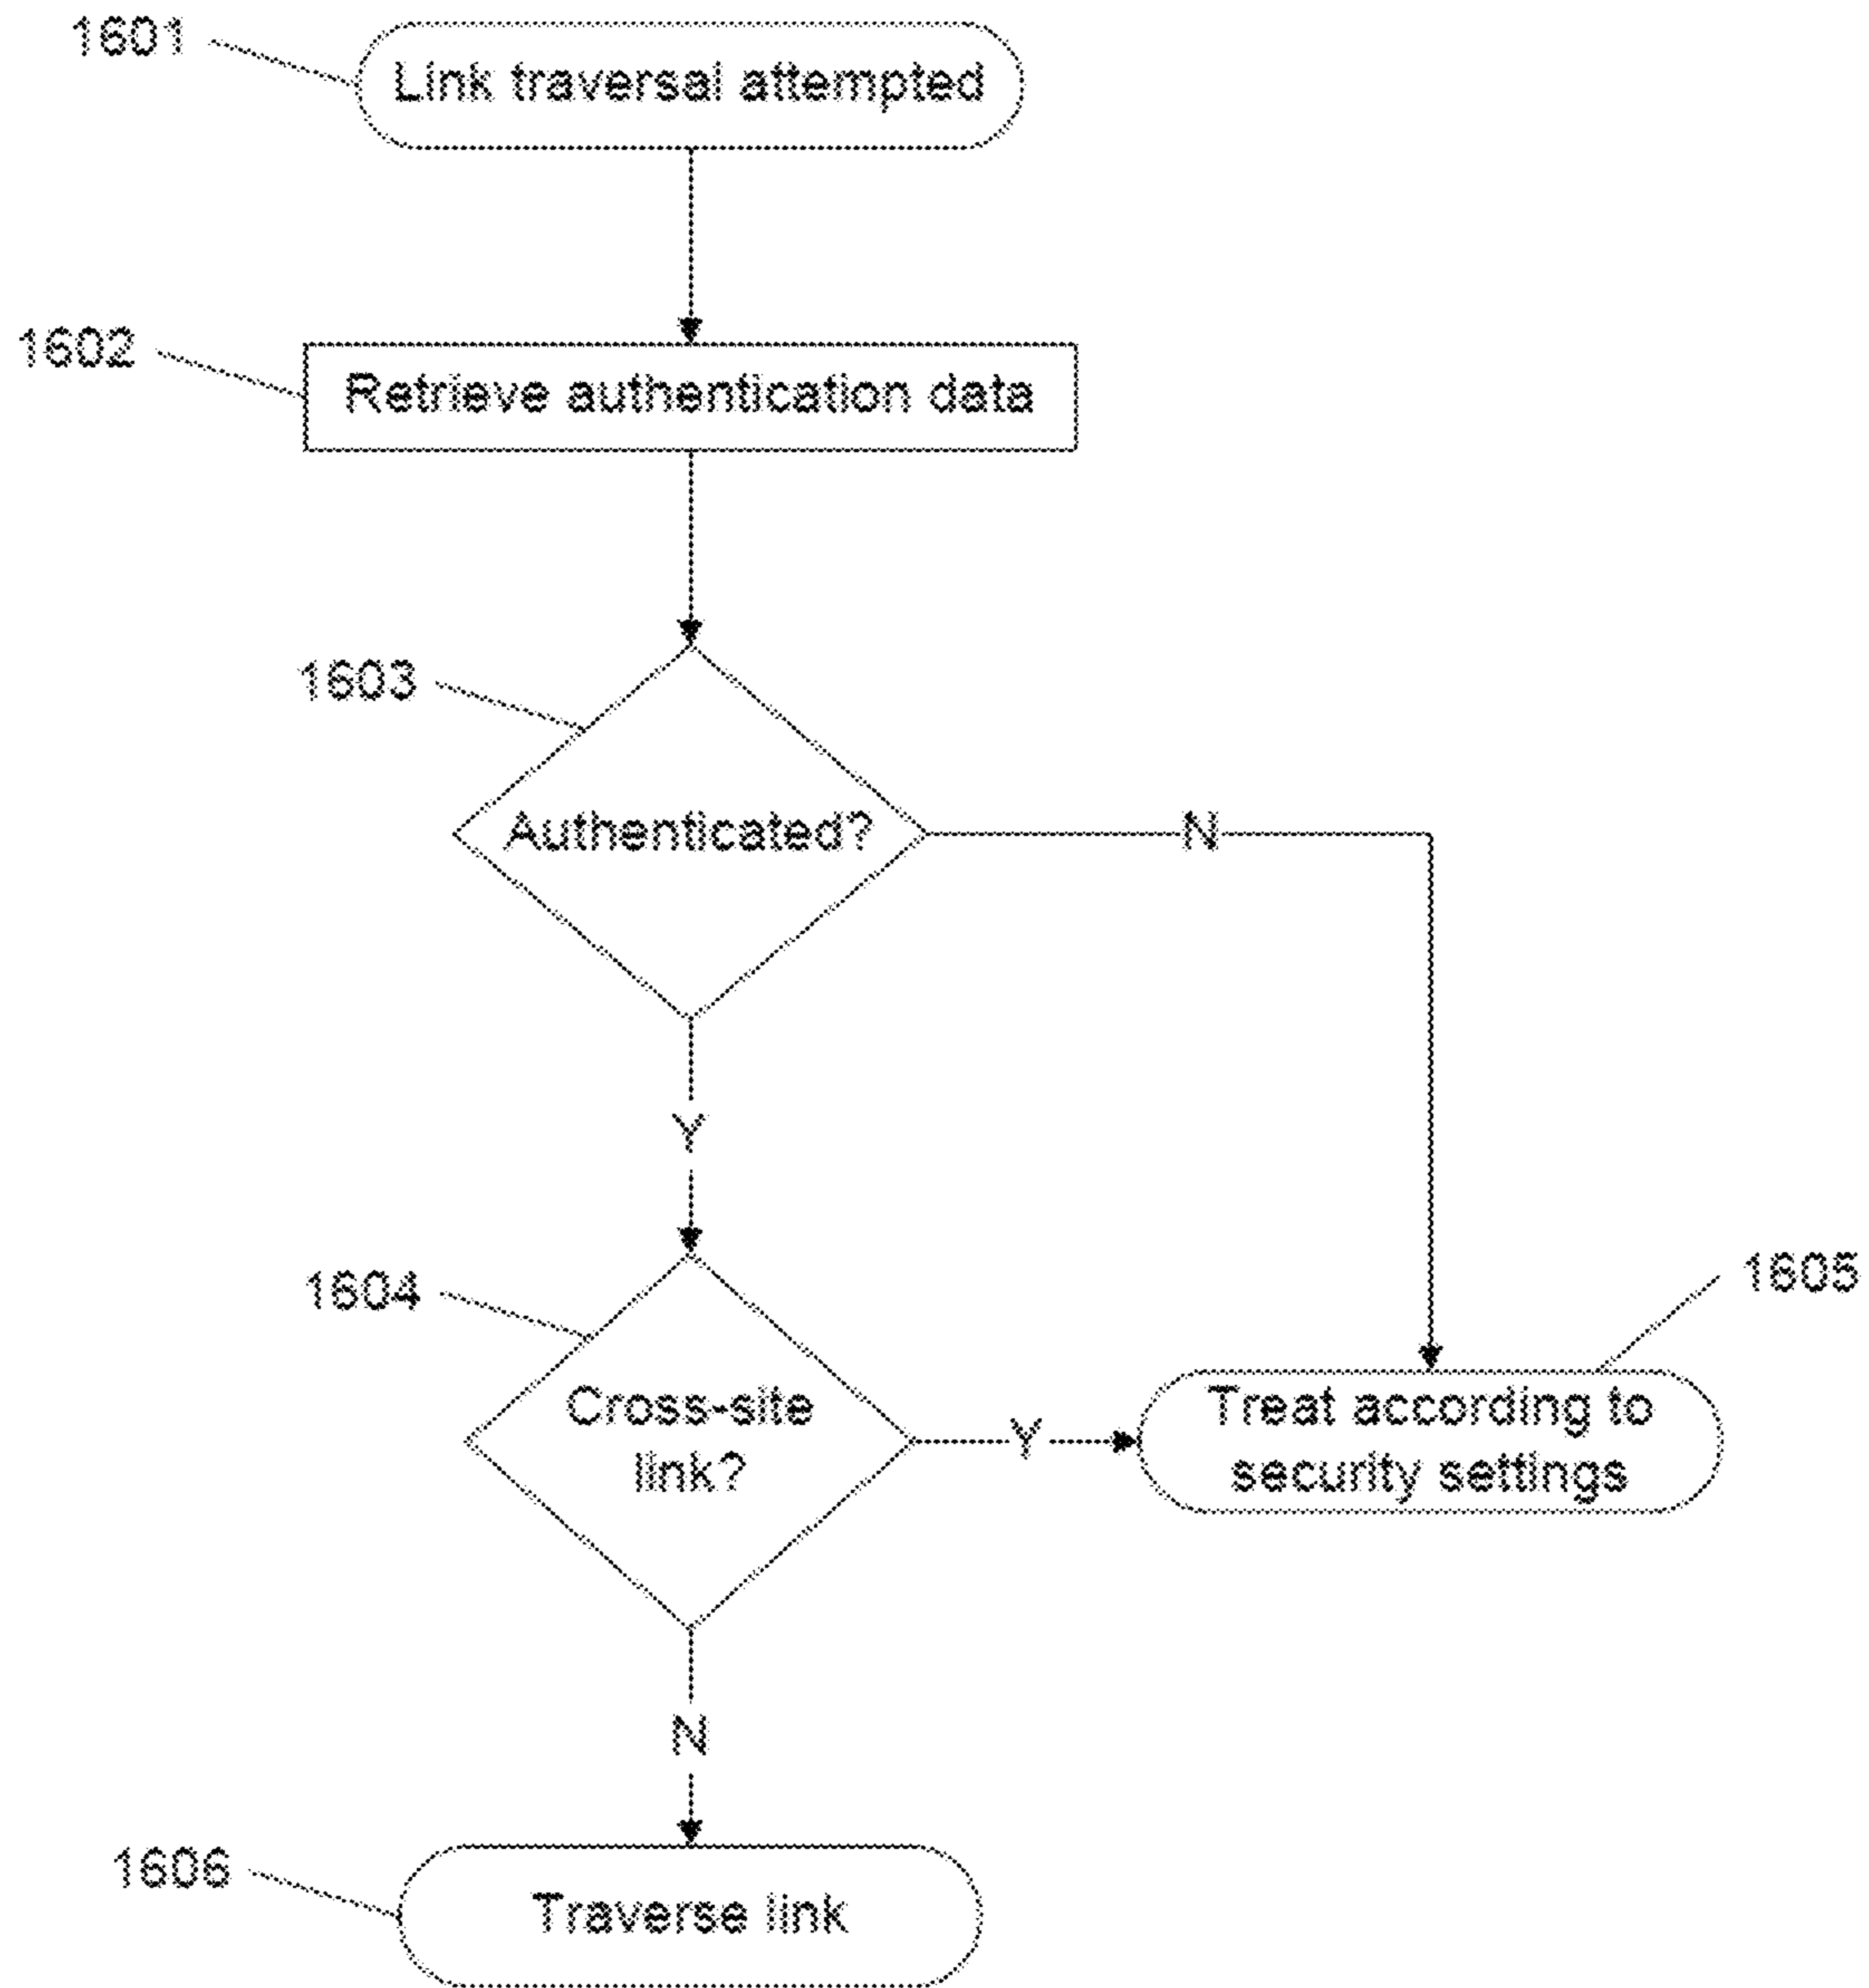 1601
Link traversal attempted
1602
Retrieve authentication data
1603
Authenticated?
N
Y
1604
1605
Cross-site
link?
Y
Treat according to
security settings
N
1606
Traverse link